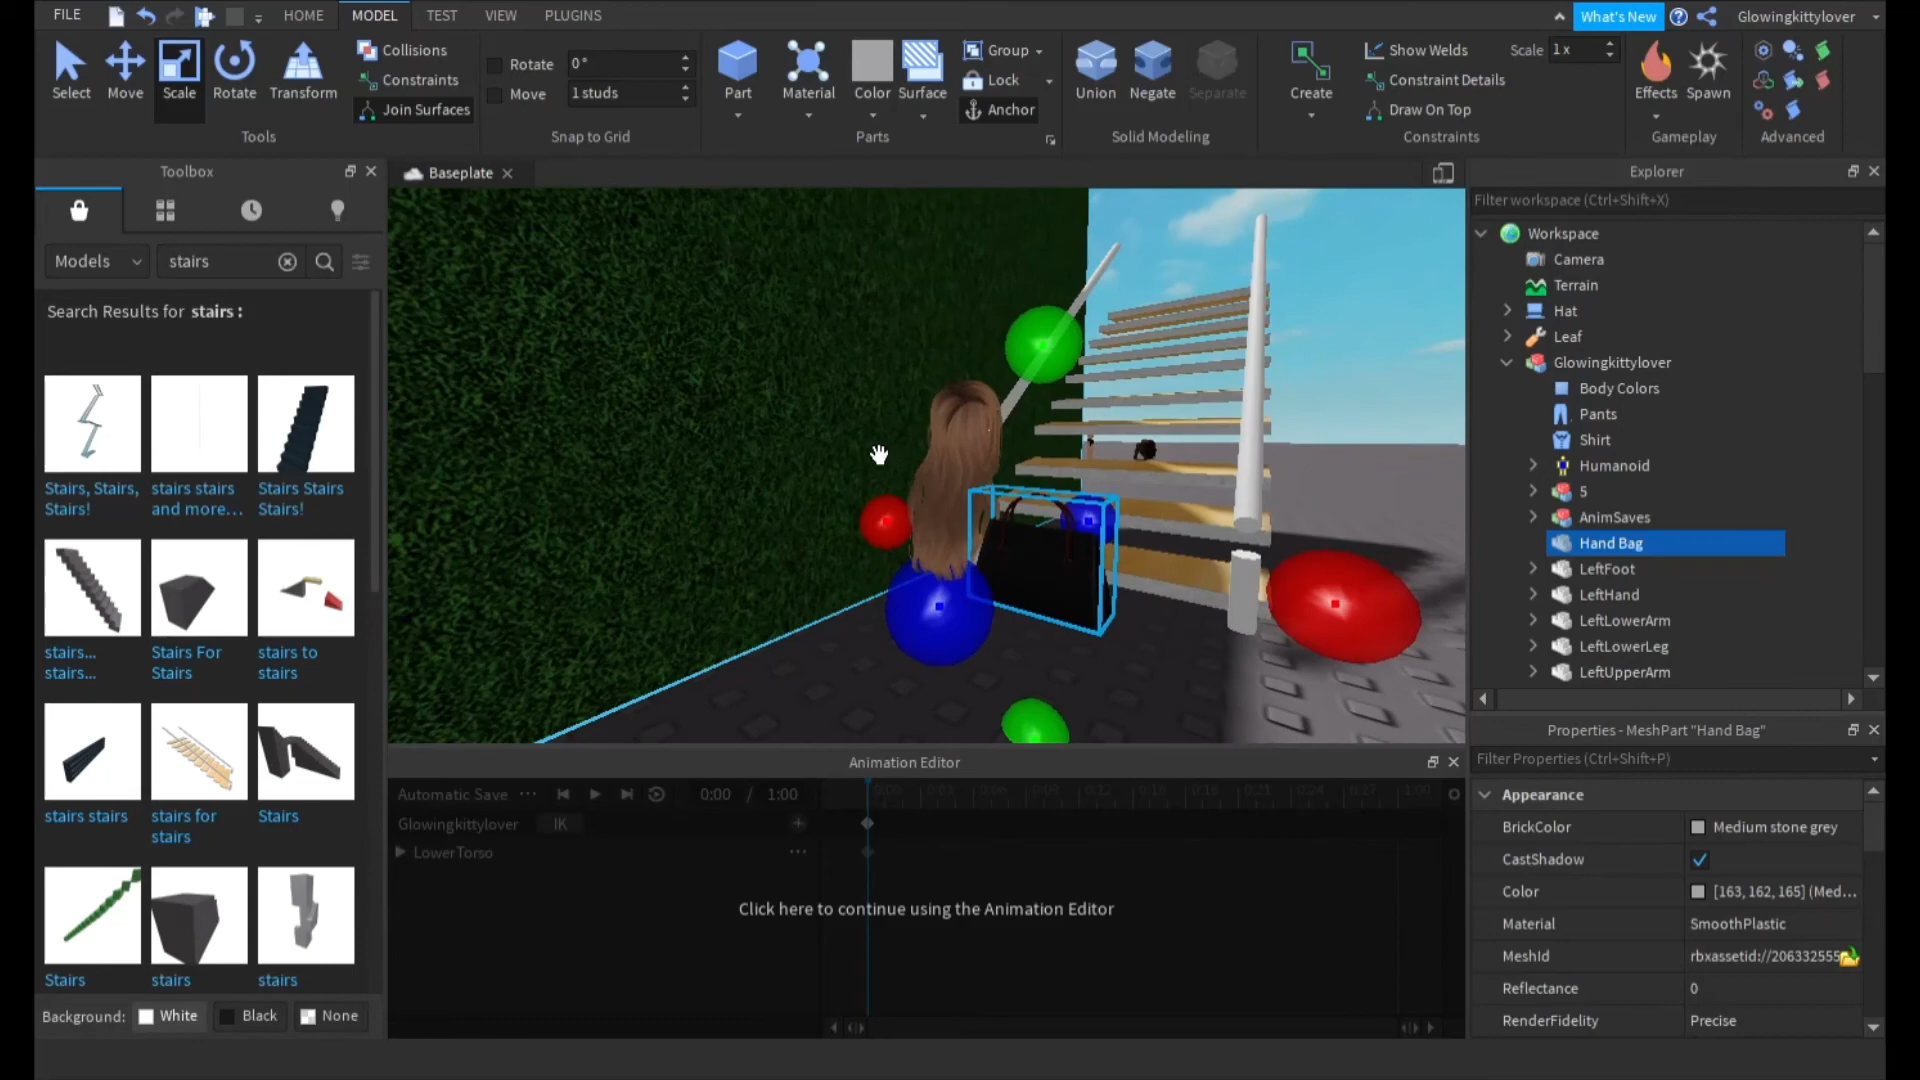 FILE
HOME
MODEL
TEST
VIEW
PLUGINS
What's New
Glowingkittylover
Select
Move
Scale
Rotate
Transform
Tools
Collisions
Constraints
Join Surfaces
Rotate
0°
Move
1 studs
Snap to Grid
Part
Material
Color
Surface
Group
Lock
Anchor
Parts
Union
Negate
Separate
Solid Modeling
Create
Show Welds
Scale
1 x
Constraint Details
Draw On Top
Constraints
Effects
Spawn
Gameplay
Advanced
Toolbox
Models
stairs
Search Results for stairs :
Stairs, Stairs,
Stairs!
stairs stairs
and more...
Stairs Stairs
Stairs!
stairs...
stairs...
Stairs For
Stairs
stairs to
stairs
stairs stairs
stairs for
stairs
Stairs
Stairs
stairs
stairs
Background:
White
Black
None
Baseplate
Animation Editor
Automatic Save
0:00 / 1:00
Glowingkittylover
IK
LowerTorso
Click here to continue using the Animation Editor
Explorer
Filter workspace (Ctrl+Shift+X)
Workspace
Camera
Terrain
Hat
Leaf
Glowingkittylover
Body Colors
Pants
Shirt
Humanoid
5
AnimSaves
Hand Bag
LeftFoot
LeftHand
LeftLowerArm
LeftLowerLeg
LeftUpperArm
Properties - MeshPart "Hand Bag"
Filter Properties (Ctrl+Shift+P)
Appearance
BrickColor
Medium stone grey
CastShadow
Color
[163, 162, 165] (Med...
Material
SmoothPlastic
MeshId
rbxassetid://206332555
Reflectance
0
RenderFidelity
Precise